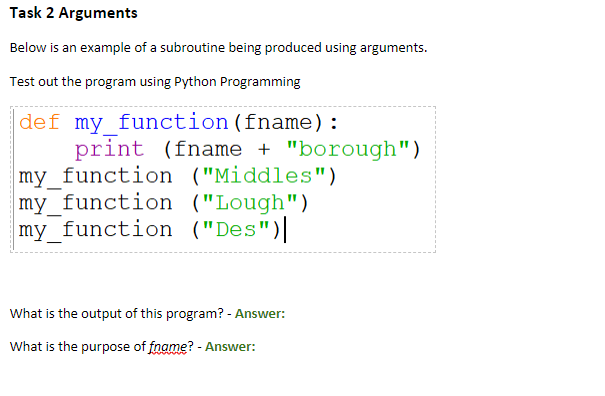 Task 2 Arguments
Below is an example of a subroutine being produced using arguments.
Test out the program using Python Programming
def my_function(fname):
    print (fname + "borough")
my_function ("Middles")
my_function ("Lough")
my_function ("Des")
What is the output of this program? - Answer:
What is the purpose of fname? - Answer: